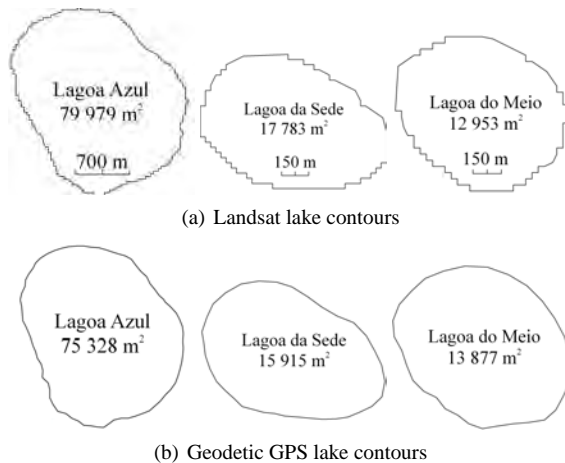 Lagoa Azul
79 979 m²
700 m
Lagoa da Sede
17 783 m²
150 m
Lagoa do Meio
12 953 m²
150 m
(a) Landsat lake contours
Lagoa Azul
75 328 m²
Lagoa da Sede
15 915 m²
Lagoa do Meio
13 877 m²
(b) Geodetic GPS lake contours